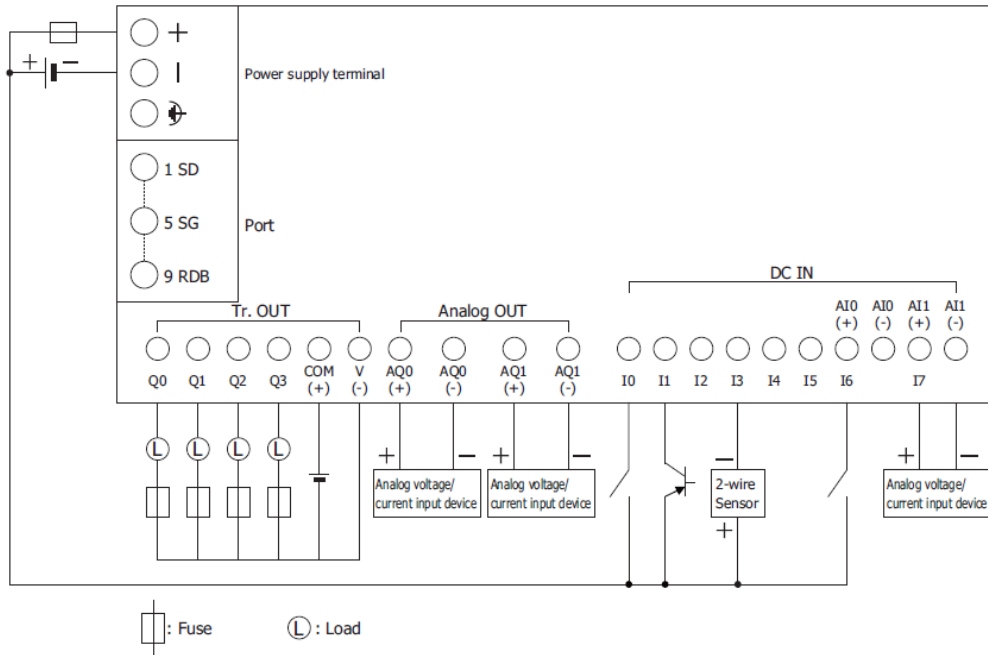 +
+ −
−
Power supply terminal
1 SD
5 SG
Port
9 RDB
DC IN
Tr. OUT
Analog OUT
AI0 AI0 AI1 AI1
(+) (-) (+) (-)
Q0 Q1 Q2 Q3 COM V AQ0 AQ0 AQ1 AQ1 I0 I1 I2 I3 I4 I5 I6 I7
(+) (-) (+) (-) (+) (-)
L L L L
+ − + − − + −
Analog voltage/ Analog voltage/ 2-wire Analog voltage/
current input device current input device Sensor current input device
+
: Fuse L : Load